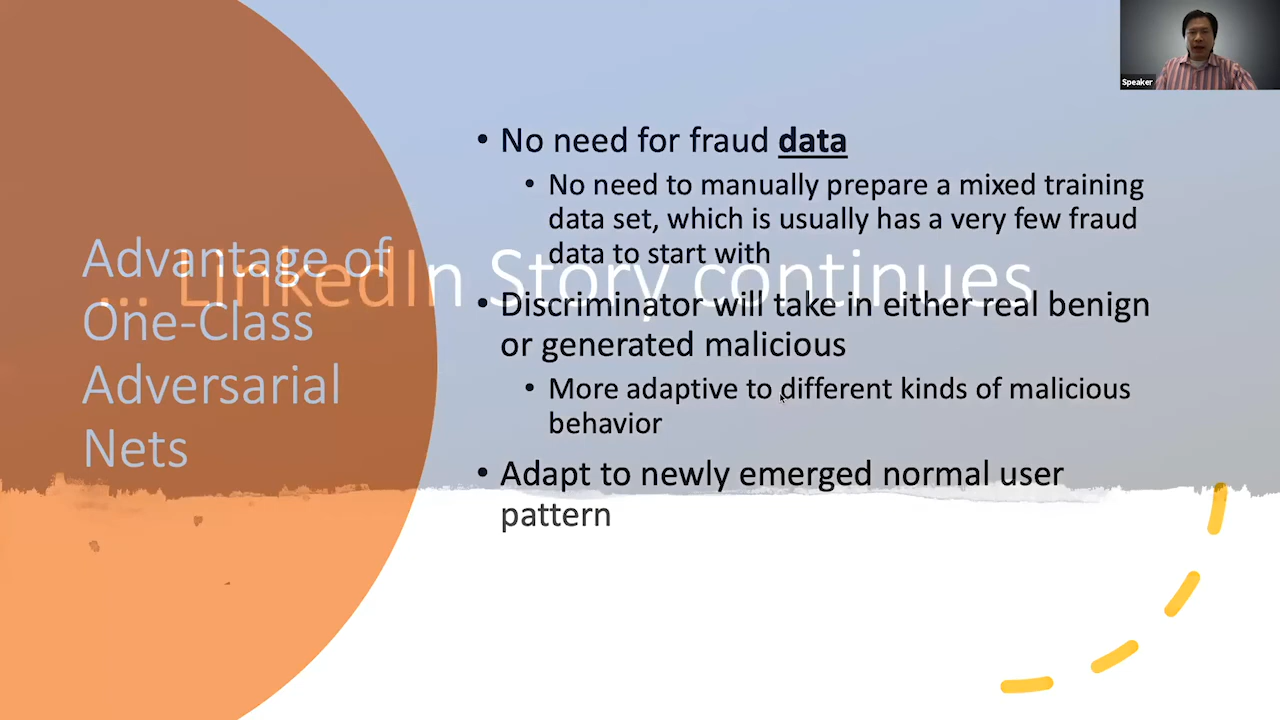 Speaker
• No need for fraud data
• No need to manually prepare a mixed training
data set, which is usually has a very few fraud
data to start with
Advantage of
One-Class
Adversarial
Nets
... LinkedIn Story continues
• Discriminator will take in either real benign
or generated malicious
• More adaptive to different kinds of malicious
behavior
• Adapt to newly emerged normal user
pattern